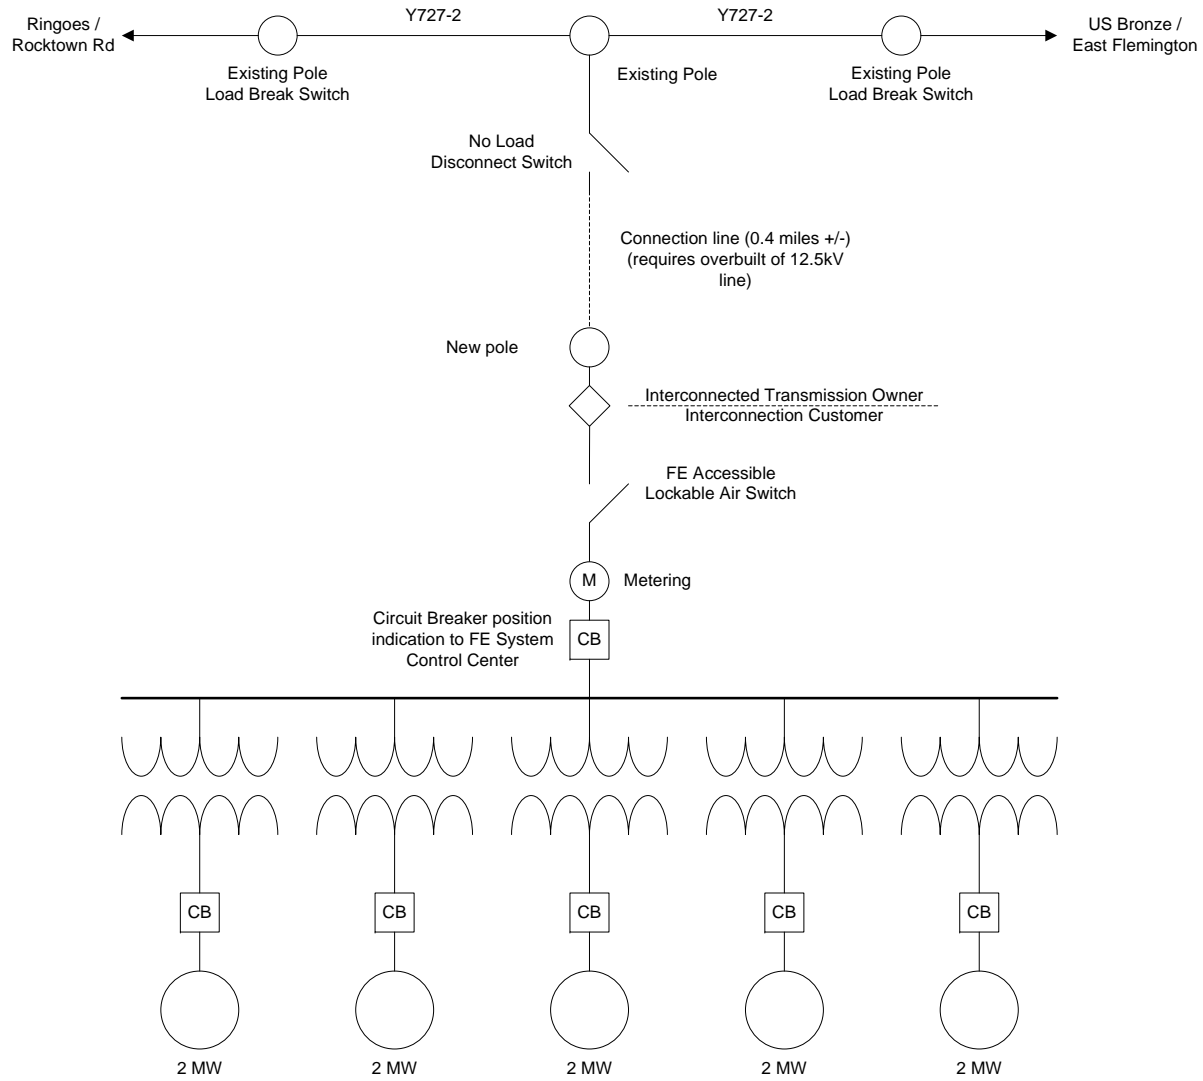 Ringoes /
Rocktown Rd
Y727-2
Y727-2
US Bronze /
East Flemington
Existing Pole
Load Break Switch
Existing Pole
Existing Pole
Load Break Switch
No Load
Disconnect Switch
Connection line (0.4 miles +/-)
(requires overbuilt of 12.5kV
line)
New pole
Interconnected Transmission Owner
Interconnection Customer
FE Accessible
Lockable Air Switch
M
Metering
Circuit Breaker position
indication to FE System
Control Center
CB
CB
CB
CB
CB
CB
2 MW
2 MW
2 MW
2 MW
2 MW